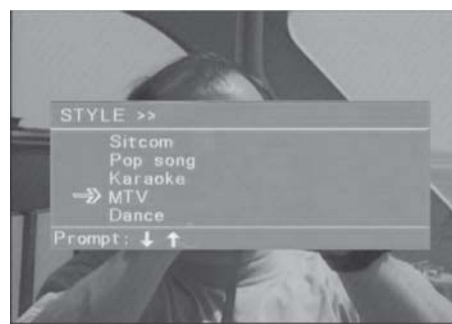 STYLE >>
Sitcom
Pop song
Karaoke
MTV
Dance
Prompt: ↓ ↑